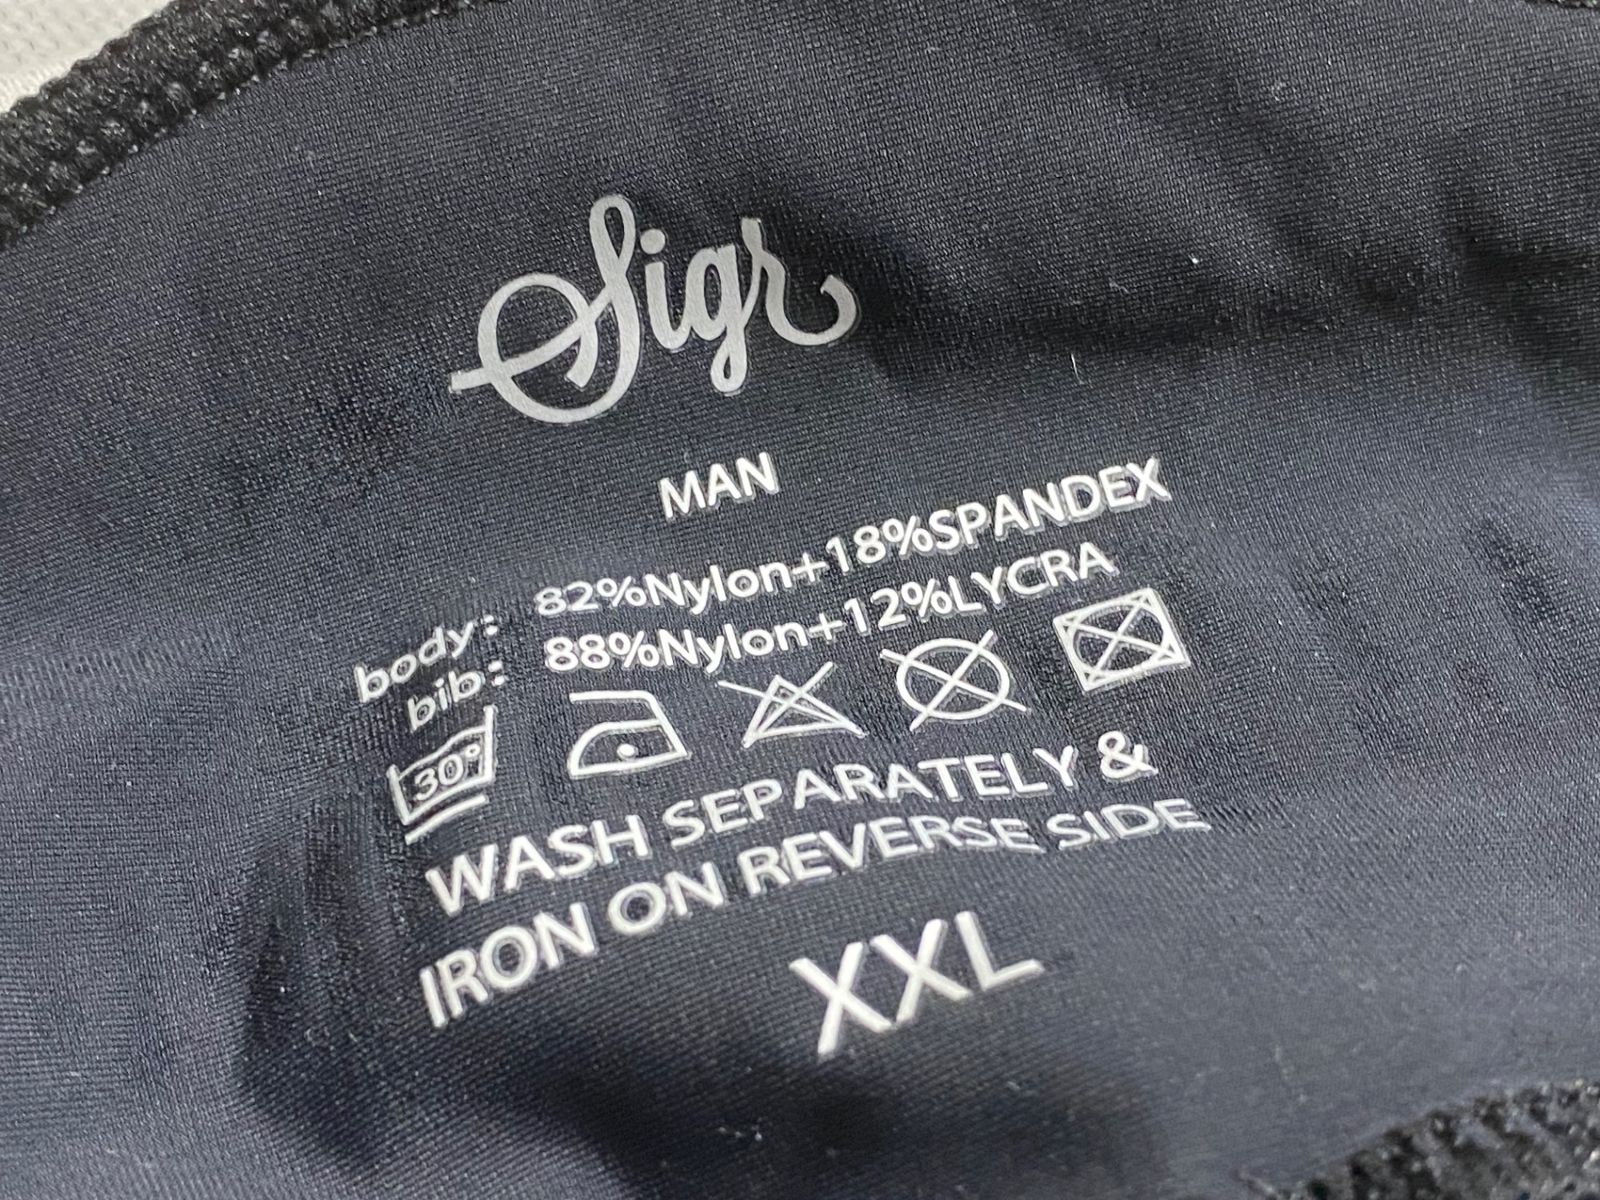 Sigr
MAN
body: 82%Nylon+18%SPANDEX
bib: 88%Nylon+12%LYCRA
30°
WASH SEPARATELY &
IRON ON REVERSE SIDE
XXL